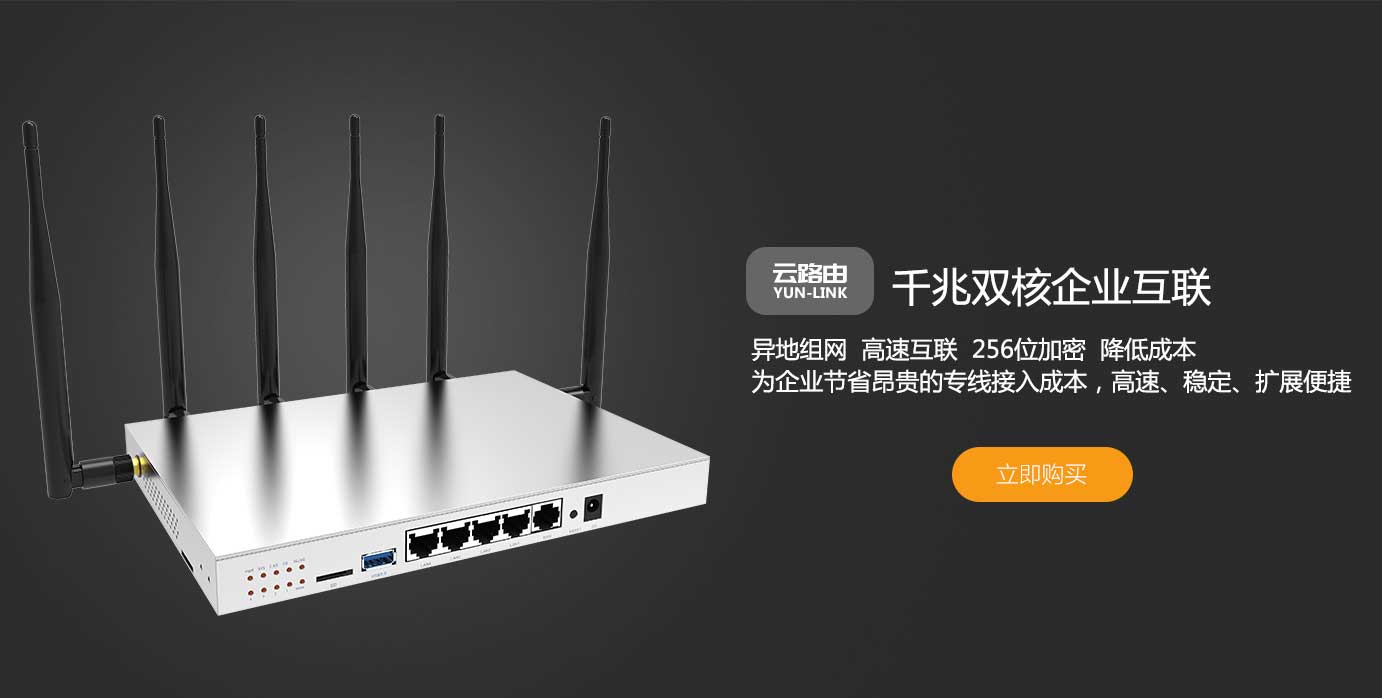 云路由
YUN-LINK
千兆双核企业互联
异地组网 高速互联 256位加密 降低成本
为企业节省昂贵的专线接入成本，高速、稳定、扩展便捷
立即购买
SD
USB3.0